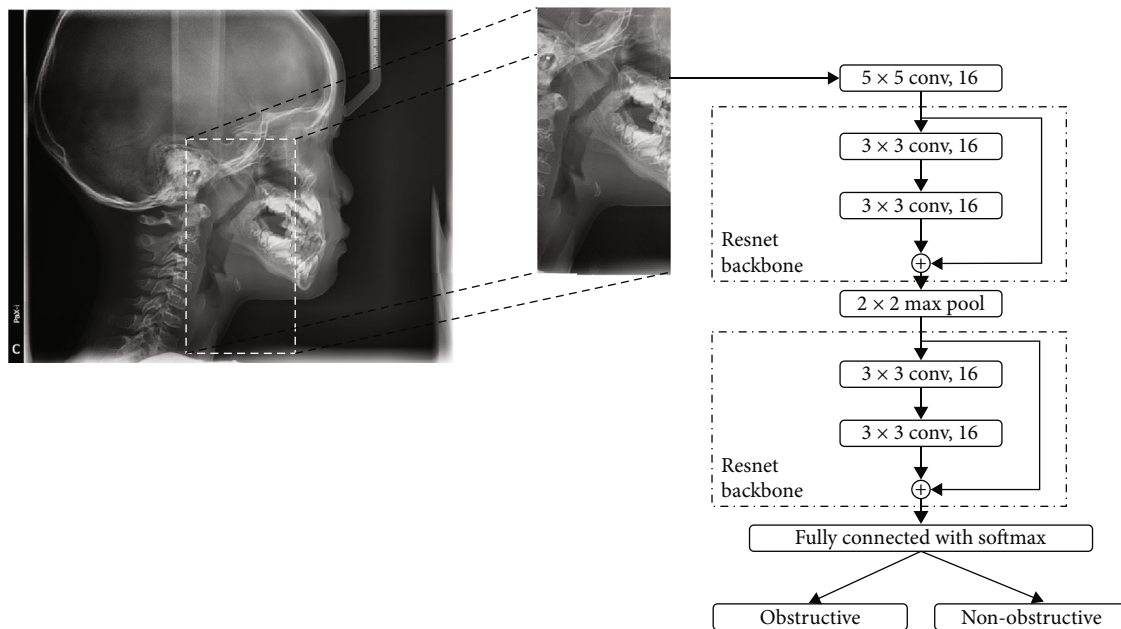 PaX-i
C
5 × 5 conv, 16
3 × 3 conv, 16
3 × 3 conv, 16
Resnet
backbone
+
2 × 2 max pool
3 × 3 conv, 16
3 × 3 conv, 16
Resnet
backbone
+
Fully connected with softmax
Obstructive
Non-obstructive